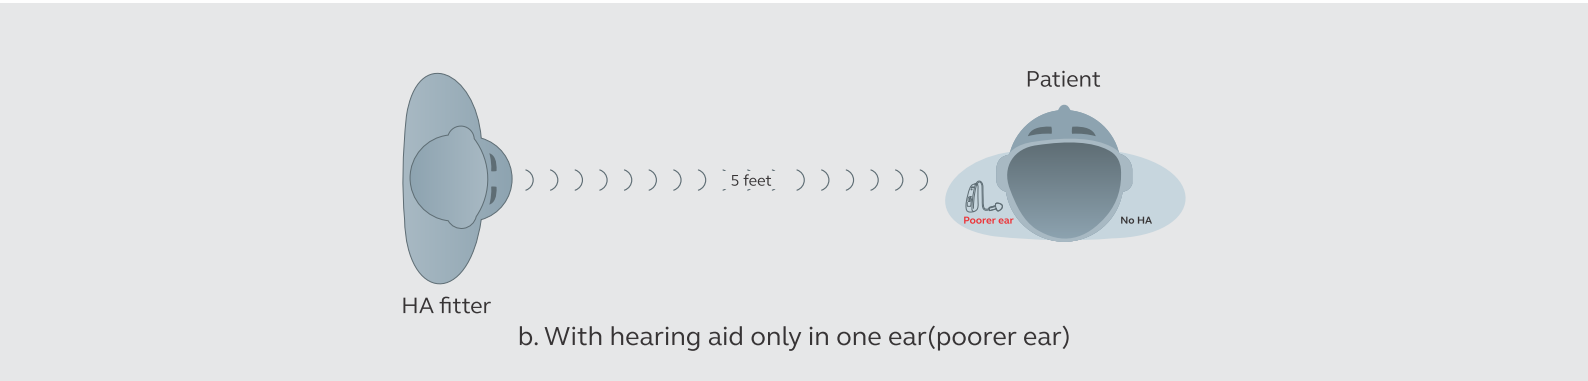 Patient
5 feet
Poorer ear
No HA
HA fitter
b. With hearing aid only in one ear(poorer ear)